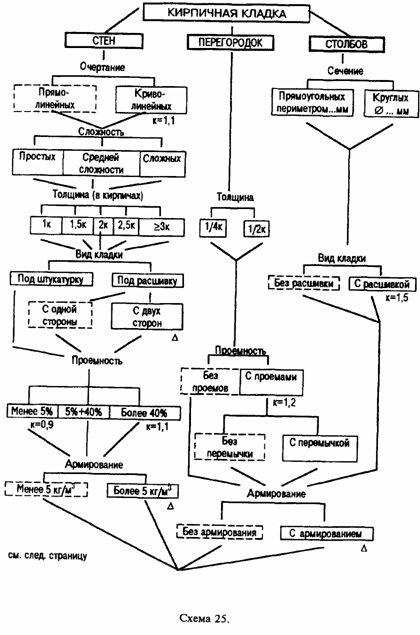 КИРПИЧНАЯ КЛАДКА
СТЕН
ПЕРЕГОРОДОК
СТОЛБОВ
Очертание
Сечение
Прямо-
линейных
Криво-
линейных
к=1,1
Прямоугольных
периметром...мм
Круглых
Ø ... мм
Сложность
Простых
Средней
сложности
Сложных
Толщина (в кирпичах)
1к
1,5к
2к
2,5к
≥3к
Толщина
1/4к
1/2к
Вид кладки
Под штукатурку
Под расшивку
Вид кладки
Без расшивки
С расшивкой
к=1,5
С одной
стороны
С двух
сторон
Δ
Проемность
Проемность
Без
проемов
С проемами
к=1,2
Менее 5%
5%+40%
Более 40%
к=0,9
к=1,1
Без
перемычки
С перемычкой
Армирование
Менее 5 кг/м³
Более 5 кг/м³
Δ
Армирование
Без армирования
С армированием
Δ
см. след. страницу
Схема 25.